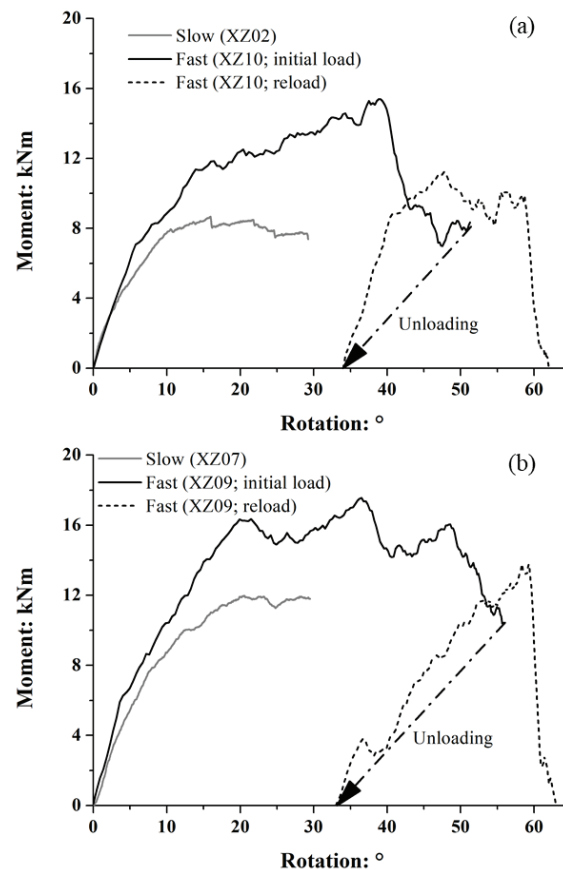 (a)
Slow (XZ02)
Fast (XZ10; initial load)
Fast (XZ10; reload)
Moment: kNm
20
16
12
8
4
0
Unloading
0 10 20 30 40 50 60
Rotation: °
(b)
Slow (XZ07)
Fast (XZ09; initial load)
Fast (XZ09; reload)
Moment: kNm
20
16
12
8
4
0
Unloading
0 10 20 30 40 50 60
Rotation: °